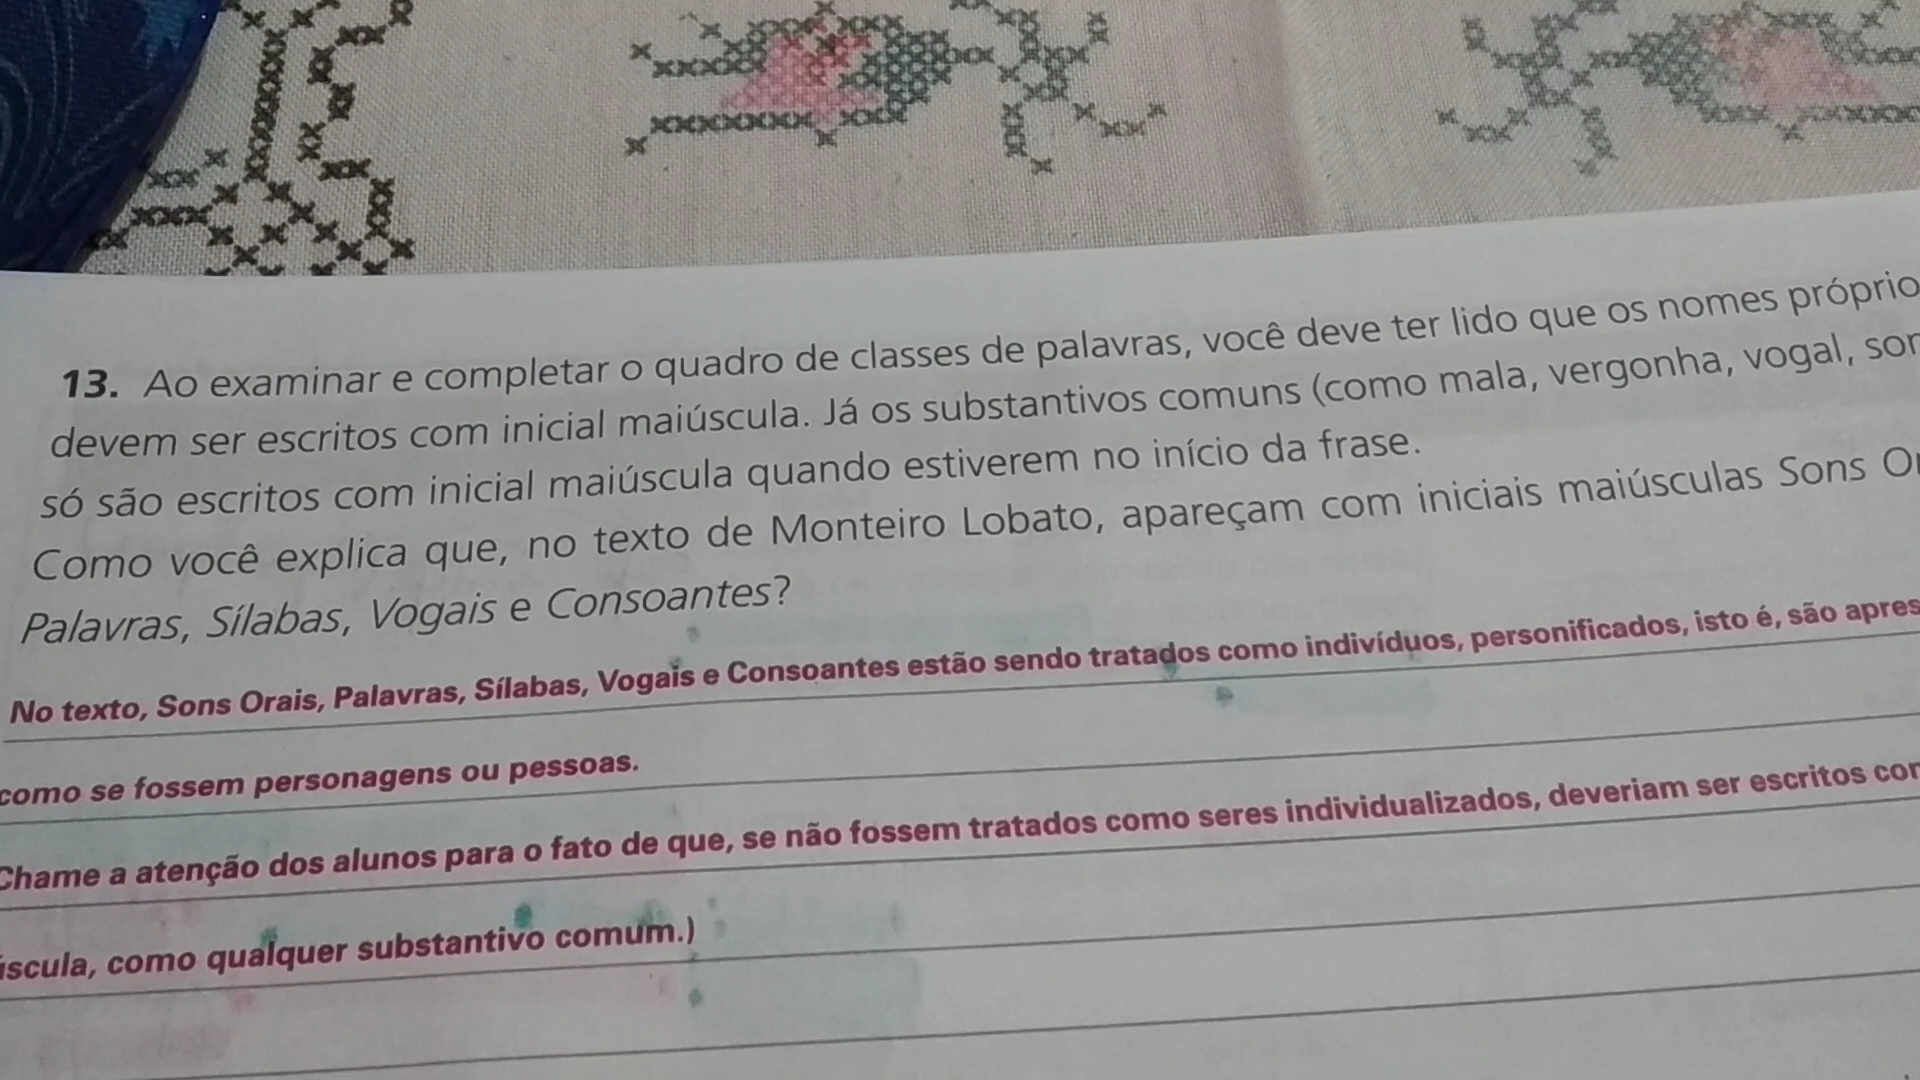 13. Ao examinar e completar o quadro de classes de palavras, você deve ter lido que os nomes próprio
devem ser escritos com inicial maiúscula. Já os substantivos comuns (como mala, vergonha, vogal,
só são escritos com inicial maiúscula quando estiverem no início da frase.
Como você explica que, no texto de Monteiro Lobato, apareçam com iniciais maiúsculas Sons
Palavras, Sílabas, Vogais e Consoantes?
No texto, Sons Orais, Palavras, Sílabas, Vogais e Consoantes estão sendo tratados como indivíduos, personificados, isto é, são apres
como se fossem personagens ou pessoas.
Chame a atenção dos alunos para o fato de que, se não fossem tratados como seres individualizados, deveriam ser escritos
úscula, como qualquer substantivo comum.)